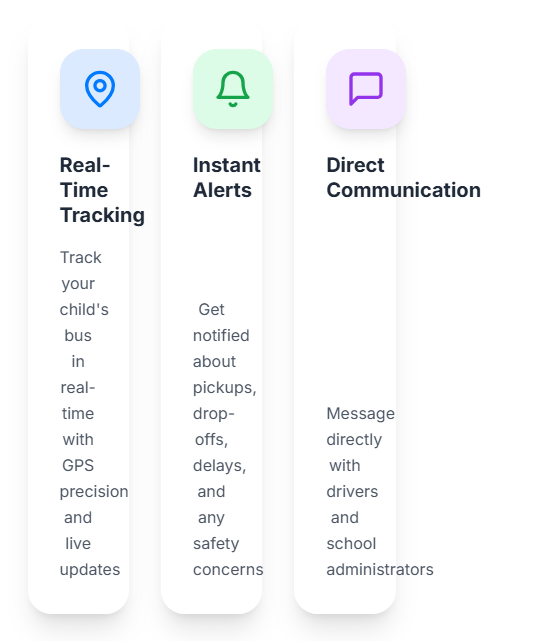 Real-
Time
Tracking
Track
your
child's
bus
in
real-
time
with
GPS
precision
and
live
updates
Instant
Alerts
Get
notified
about
pickups,
drop-
offs,
delays,
and
any
safety
concerns
Direct
Communication
Message
directly
with
drivers
and
school
administrators